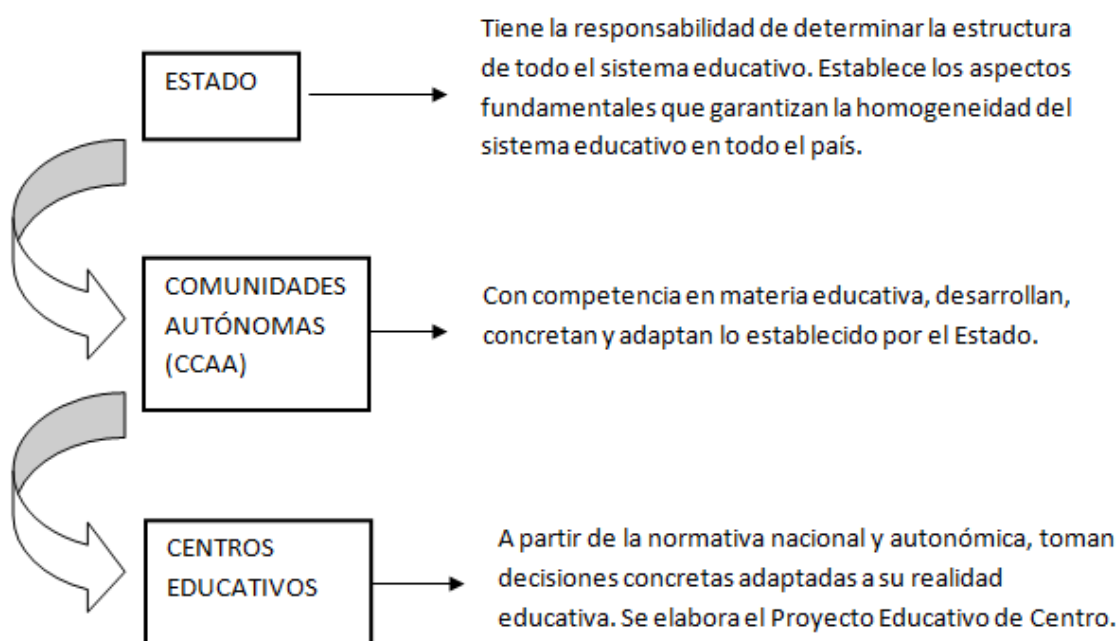 ESTADO
Tiene la responsabilidad de determinar la estructura
de todo el sistema educativo. Establece los aspectos
fundamentales que garantizan la homogeneidad del
sistema educativo en todo el país.
COMUNIDADES
AUTÓNOMAS
(CCAA)
Con competencia en materia educativa, desarrollan,
concretan y adaptan lo establecido por el Estado.
CENTROS
EDUCATIVOS
A partir de la normativa nacional y autonómica, toman
decisiones concretas adaptadas a su realidad
educativa. Se elabora el Proyecto Educativo de Centro.